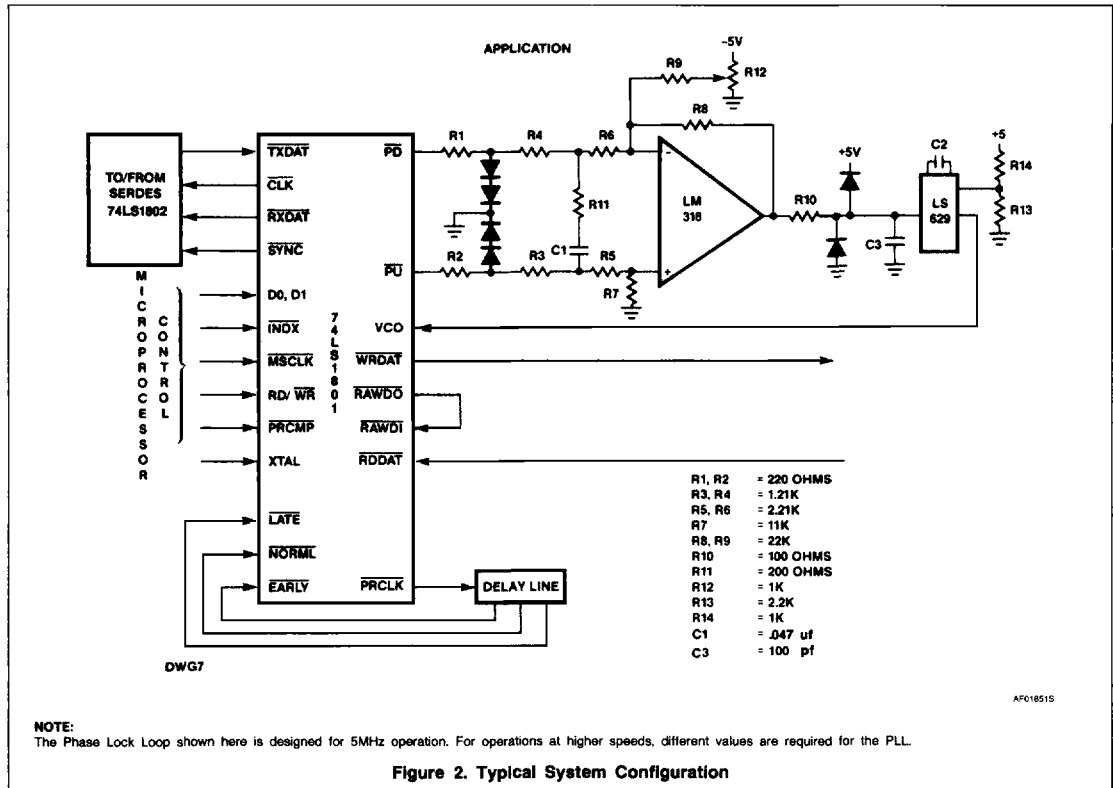 APPLICATION
-5V
R9
R12
R8
R1
R4
R6
TO/FROM
SERDES
74LS1802
TXDAT
CLK
RXDAT
SYNC
PD
PU
R11
C1
R2
R3
R5
R7
-
+
LM
318
R10
+5V
C3
C2
LS
629
+5
R14
R13
MICROPROCESSOR
CONTROL
D0, D1
INDX
MSCLK
RD/ WR
PRCMP
XTAL
LATE
NORML
EARLY
74LS1801
VCO
WRDAT
RAWDO
RAWDI
RDDAT
PRCLK
DELAY LINE
R1, R2 = 220 OHMS
R3, R4 = 1.21K
R5, R6 = 2.21K
R7 = 11K
R8, R9 = 22K
R10 = 100 OHMS
R11 = 200 OHMS
R12 = 1K
R13 = 2.2K
R14 = 1K
C1 = .047 uf
C3 = 100 pf
DWG7
AF01851S
NOTE:
The Phase Lock Loop shown here is designed for 5MHz operation. For operations at higher speeds, different values are required for the PLL.
Figure 2. Typical System Configuration